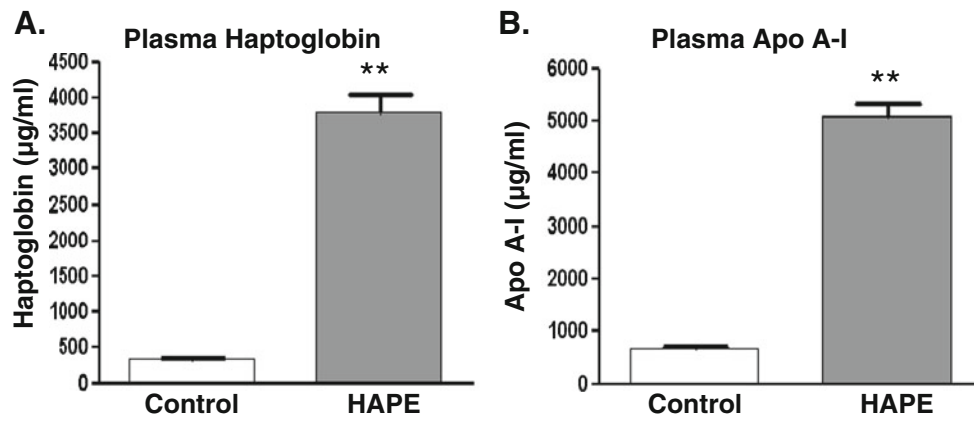 A.
Plasma Haptoglobin
Haptoglobin (µg/ml)
4500
4000
3500
3000
2500
2000
1500
1000
500
0
**
Control HAPE
B.
Plasma Apo A-I
Apo A-I (µg/ml)
6000
5000
4000
3000
2000
1000
0
**
Control HAPE